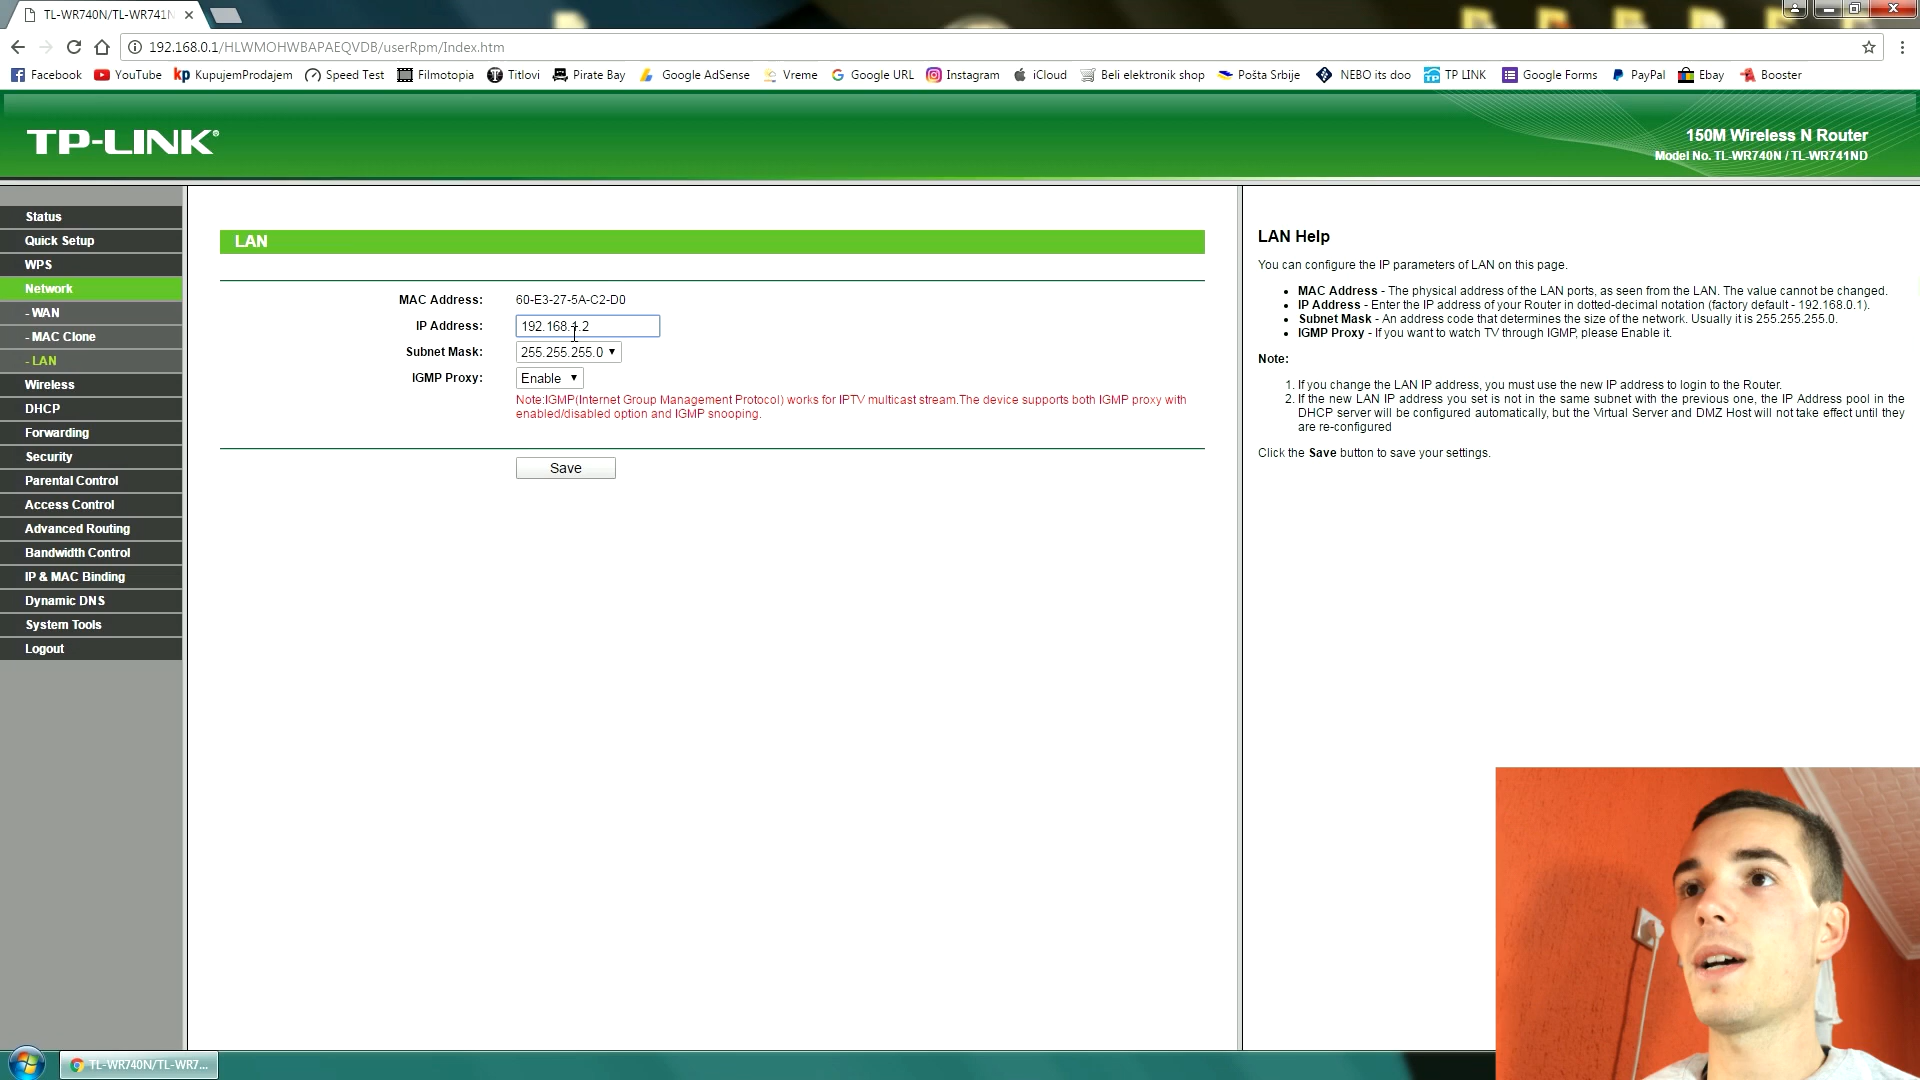 TL-WR740N/TL-WR741N
192.168.0.1/HLWMOHWBAPAEQVDB/userRpm/Index.htm
Facebook YouTube KupujemProdajem Speed Test Filmotopia Titlovi Pirate Bay Google AdSense Vreme Google URL Instagram iCloud Beli elektronik shop Pošta Srbije NEBO its doo TP LINK Google Forms PayPal Ebay Booster
TP-LINK®
150M Wireless N Router
Model No. TL-WR740N / TL-WR741ND
Status
Quick Setup
WPS
Network
- WAN
- MAC Clone
- LAN
Wireless
DHCP
Forwarding
Security
Parental Control
Access Control
Advanced Routing
Bandwidth Control
IP & MAC Binding
Dynamic DNS
System Tools
Logout
LAN
MAC Address: 60-E3-27-5A-C2-D0
IP Address: 192.168.1.2
Subnet Mask: 255.255.255.0
IGMP Proxy: Enable
Note:IGMP(Internet Group Management Protocol) works for IPTV multicast stream.The device supports both IGMP proxy with
enabled/disabled option and IGMP snooping.
Save
LAN Help
You can configure the IP parameters of LAN on this page.
MAC Address - The physical address of the LAN ports, as seen from the LAN. The value cannot be changed.
IP Address - Enter the IP address of your Router in dotted-decimal notation (factory default - 192.168.0.1).
Subnet Mask - An address code that determines the size of the network. Usually it is 255.255.255.0.
IGMP Proxy - If you want to watch TV through IGMP, please Enable it.
Note:
1. If you change the LAN IP address, you must use the new IP address to login to the Router.
2. If the new LAN IP address you set is not in the same subnet with the previous one, the IP Address pool in the
DHCP server will be configured automatically, but the Virtual Server and DMZ Host will not take effect until they
are re-configured
Click the Save button to save your settings.
TL-WR740N/TL-WR7...